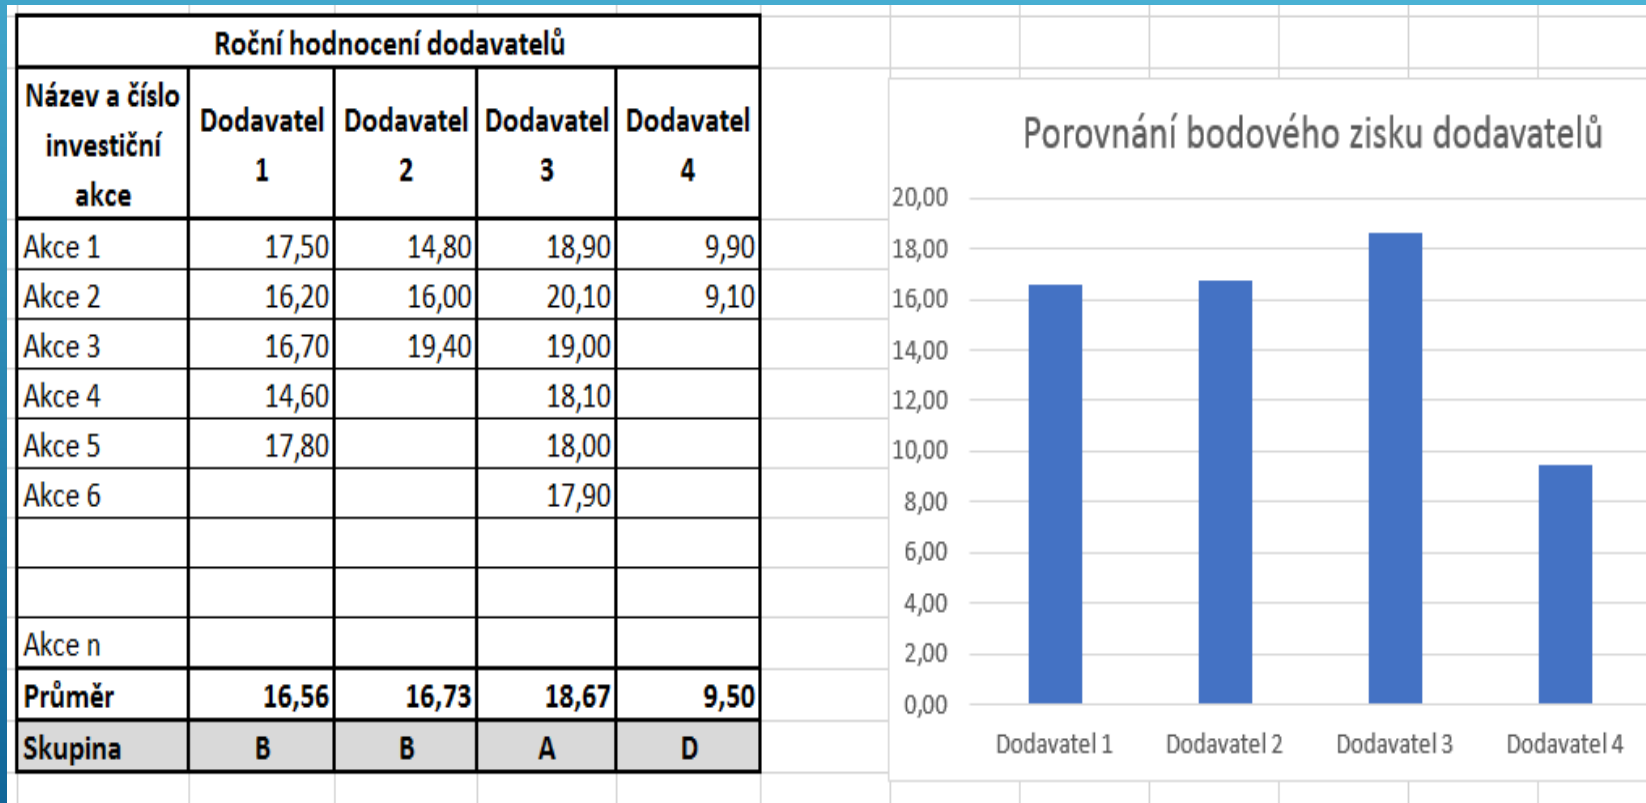 Roční hodnocení dodavatelů
Název a číslo
investiční
akce
Dodavatel
1
Dodavatel
2
Dodavatel
3
Dodavatel
4
Akce 1 17,50 14,80 18,90 9,90
Akce 2 16,20 16,00 20,10 9,10
Akce 3 16,70 19,40 19,00
Akce 4 14,60 18,10
Akce 5 17,80 18,00
Akce 6 17,90
Akce n
Průměr 16,56 16,73 18,67 9,50
Skupina B B A D
Porovnání bodového zisku dodavatelů
20,00
18,00
16,00
14,00
12,00
10,00
8,00
6,00
4,00
2,00
0,00
Dodavatel 1 Dodavatel 2 Dodavatel 3 Dodavatel 4